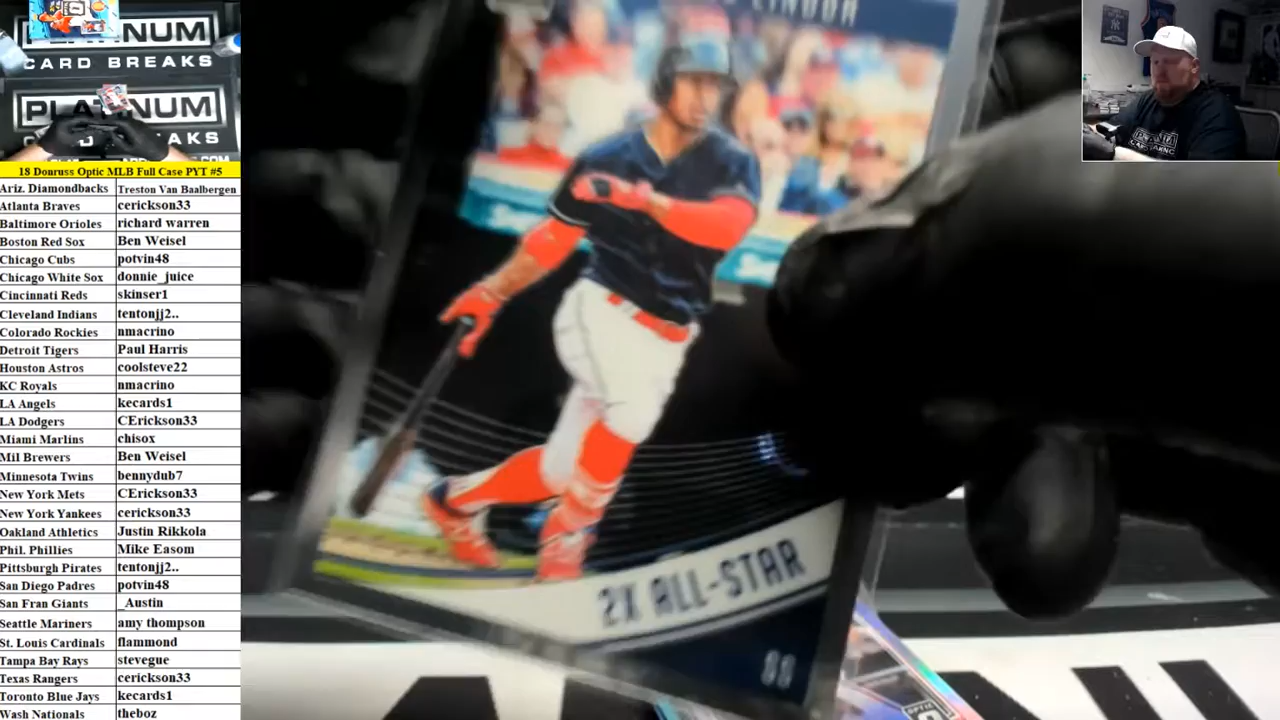 PLATINUM
CARD BREAKS
PLATINUM
18 Donruss Optic MLB Full Case PYT #5
Ariz. Diamondbacks Treston Van Baalbergen
Atlanta Braves cerickson33
Baltimore Orioles richard warren
Boston Red Sox Ben Weisel
Chicago Cubs potvin48
Chicago White Sox donnie_juice
Cincinnati Reds skinser1
Cleveland Indians tentonjj2..
Colorado Rockies nmacrino
Detroit Tigers Paul Harris
Houston Astros coolsteve22
KC Royals nmacrino
LA Angels kecards1
LA Dodgers CErickson33
Miami Marlins chisox
Mil Brewers Ben Weisel
Minnesota Twins bennydub7
New York Mets CErickson33
New York Yankees cerickson33
Oakland Athletics Justin Rikkola
Phil. Phillies Mike Easom
Pittsburgh Pirates tentonjj2..
San Diego Padres potvin48
San Fran Giants _Austin
Seattle Mariners amy thompson
St. Louis Cardinals flammond
Tampa Bay Rays stevegue
Texas Rangers cerickson33
Toronto Blue Jays kecards1
Wash Nationals theboz
LINDOR
2X ALL-STAR
11
OPTIC